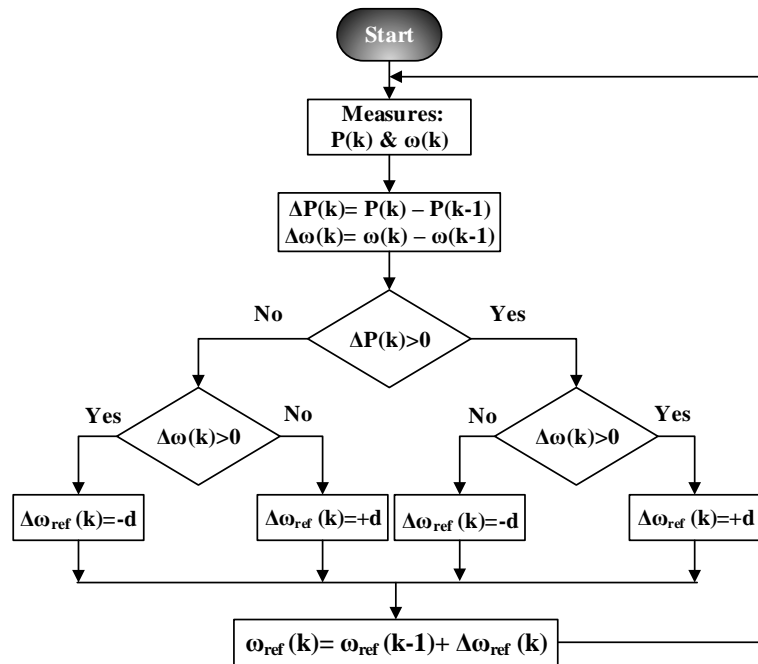 Start
Measures:
P(k) & ω(k)
ΔP(k)= P(k) – P(k-1)
Δω(k)= ω(k) – ω(k-1)
No
Yes
ΔP(k)>0
Yes
No
No
Yes
Δω(k)>0
Δω(k)>0
Δωref (k)=-d
Δωref (k)=+d
Δωref (k)=-d
Δωref (k)=+d
ωref (k)= ωref (k-1)+ Δωref (k)